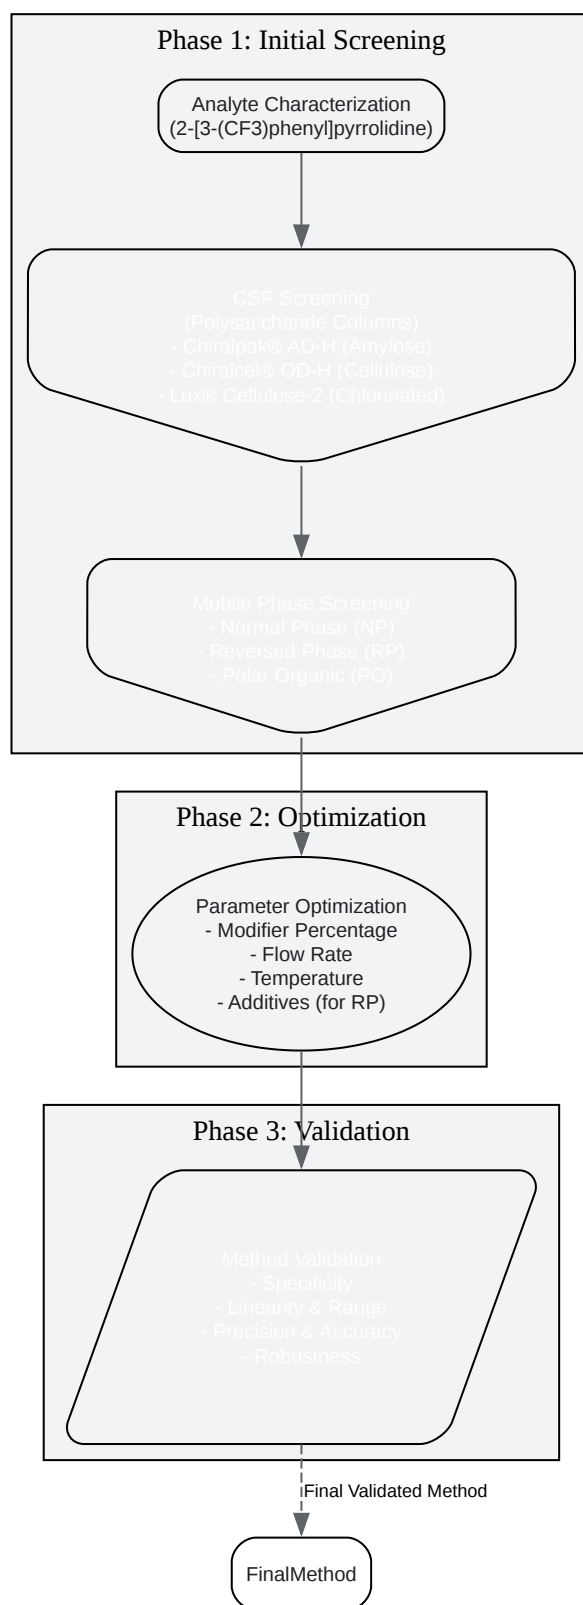 Phase 1: Initial Screening
Analyte Characterization
(2-[3-(CF3)phenyl]pyrrolidine)
CSP Screening
(Polysaccharide Columns)
- Chiralpak® AD-H (Amylose)
- Chiralcel® OD-H (Cellulose)
- Lux® Cellulose-2 (Chlorinated)
Mobile Phase Screening
- Normal Phase (NP)
- Reversed Phase (RP)
- Polar Organic (PO)
Phase 2: Optimization
Parameter Optimization
- Modifier Percentage
- Flow Rate
- Temperature
- Additives (for RP)
Phase 3: Validation
Method Validation
- Specificity
- Linearity & Range
- Precision & Accuracy
- Robustness
Final Validated Method
FinalMethod